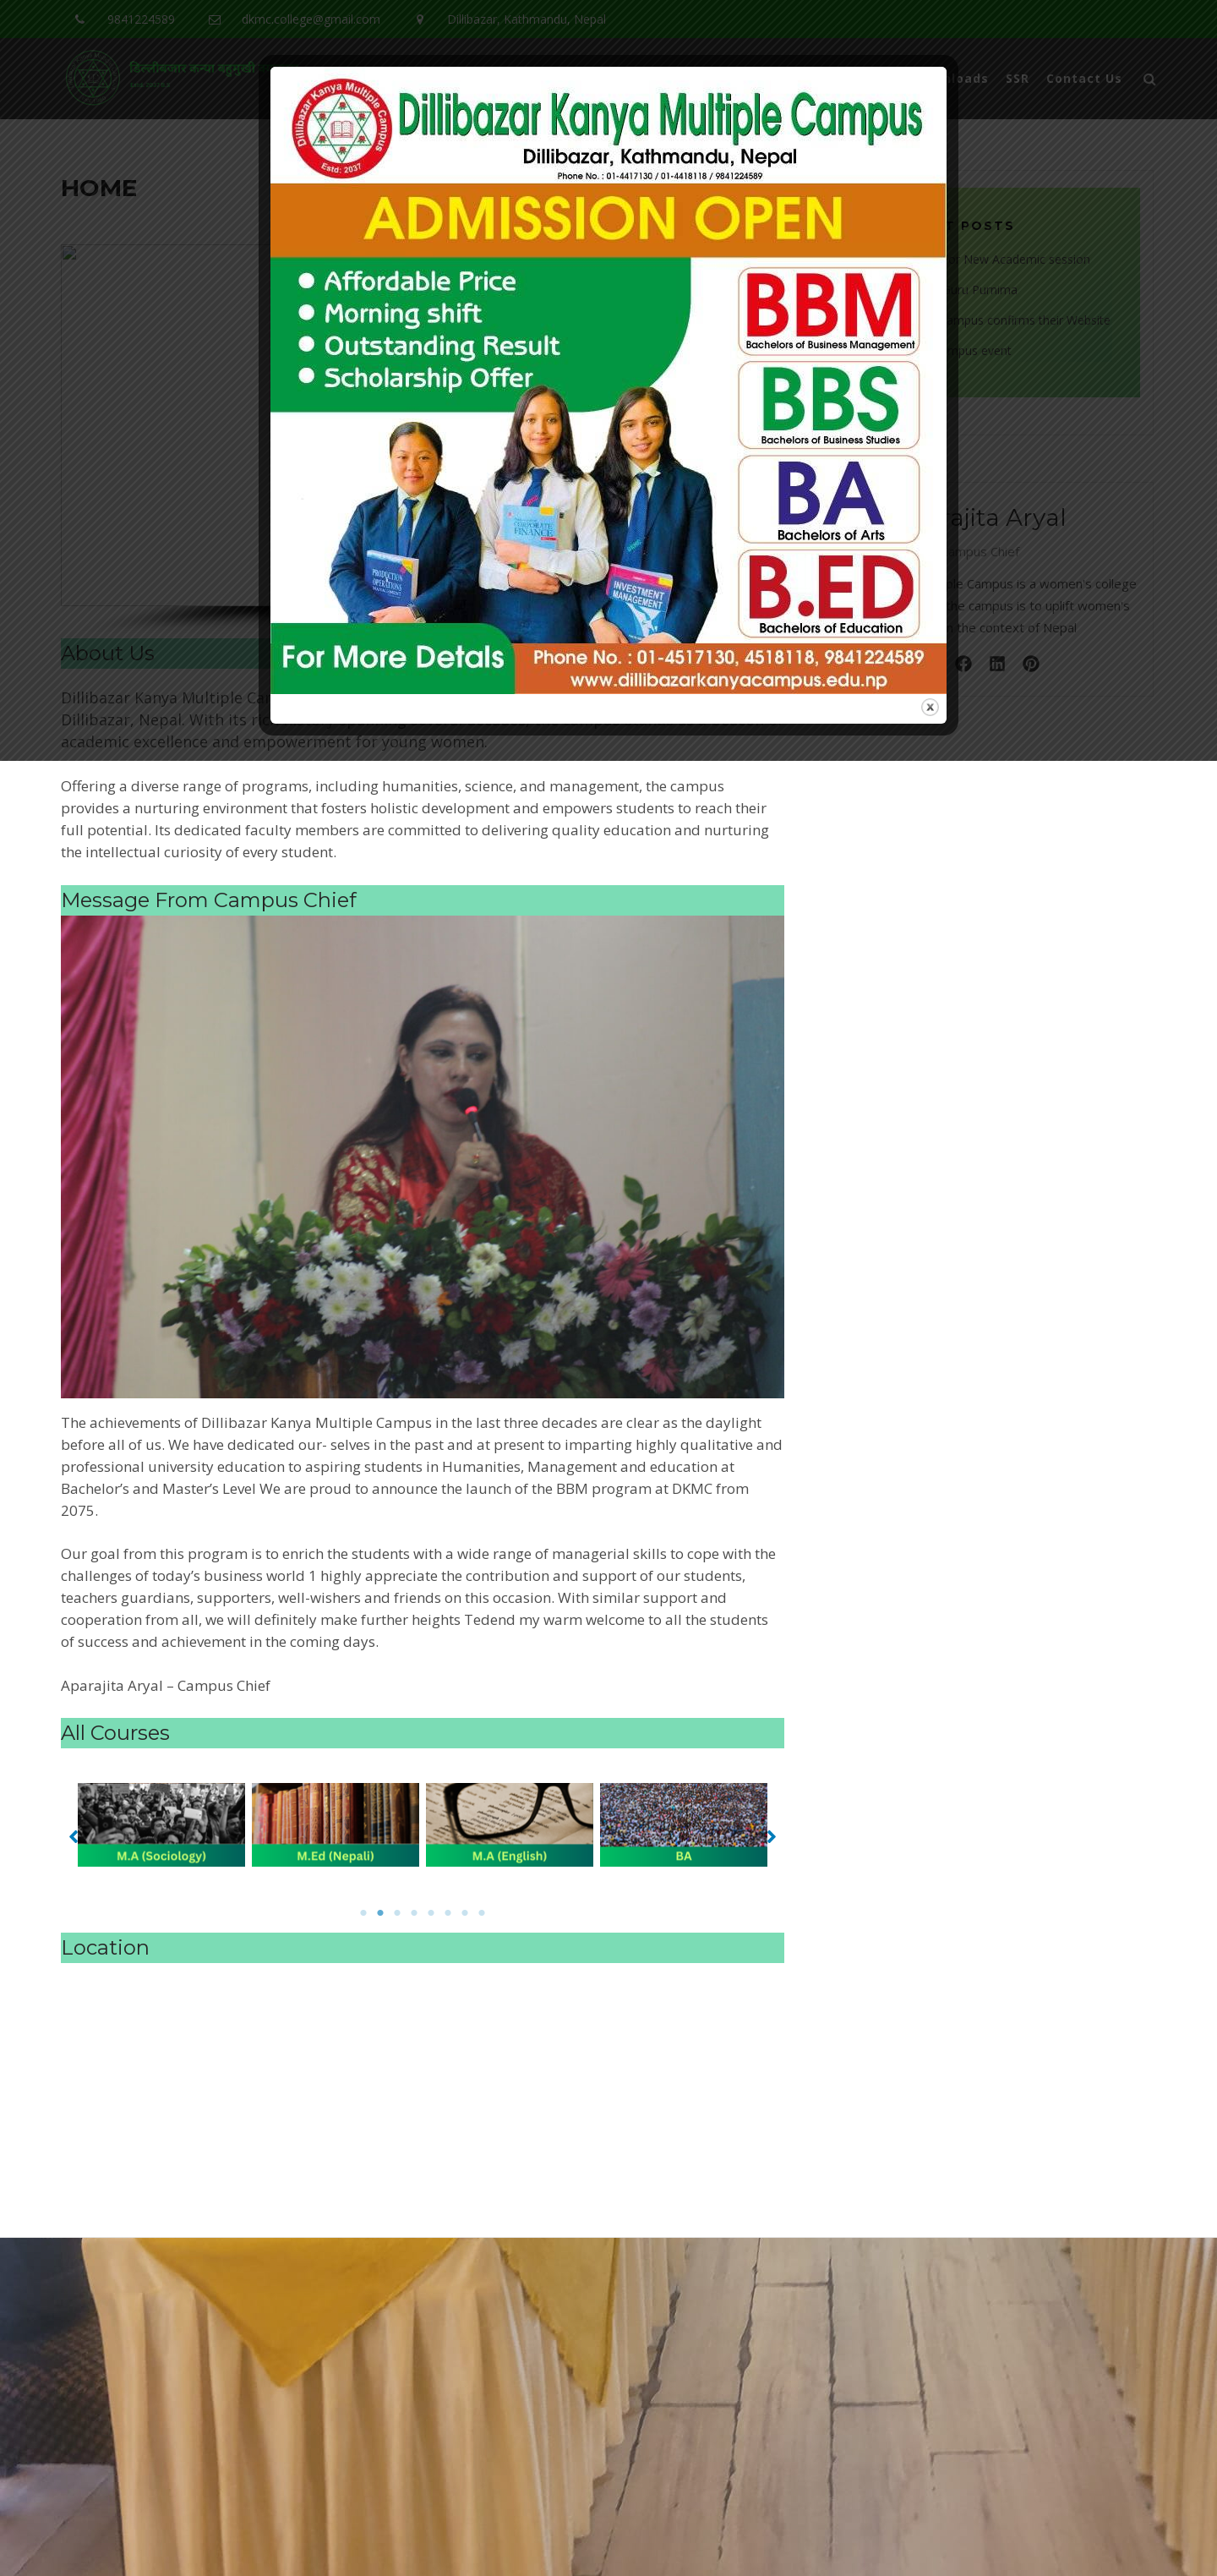 9841224589 dkmc.college@gmail.com Dillibazar, Kathmandu, Nepal
डिल्लीबजार कन्या बहुमुखी
SSR Contact Us
HOME
Dillibazar Kanya Multiple Campus
Estd: 2037
Dillibazar Kanya Multiple Campus
Dillibazar, Kathmandu, Nepal
Phone No. : 01-4417130 / 01-4418118 / 9841224589
ADMISSION OPEN
Affordable Price
Morning shift
Outstanding Result
Scholarship Offer
BBM
Bachelors of Business Management
BBS
Bachelors of Business Studies
BA
Bachelors of Arts
B.ED
Bachelors of Education
CORPORATE FINANCE
PRODUCTION OPERATIONS MANAGEMENT
INVESTMENT MANAGEMENT
For More Detals
Phone No. : 01-4517130, 4518118, 9841224589
www.dillibazarkanyacampus.edu.np
X
POSTS
New Academic session
Purnima
confirms their Website
event
Aryal
Chief
Campus is a women's college
the campus is to uplift women's
the context of Nepal
About Us
Dillibazar Kanya Multiple
Dillibazar, Nepal. With its
academic excellence and empowerment for young women.
Offering a diverse range of programs, including humanities, science, and management, the campus
provides a nurturing environment that fosters holistic development and empowers students to reach their
full potential. Its dedicated faculty members are committed to delivering quality education and nurturing
the intellectual curiosity of every student.
Message From Campus Chief
The achievements of Dillibazar Kanya Multiple Campus in the last three decades are clear as the daylight
before all of us. We have dedicated our- selves in the past and at present to imparting highly qualitative and
professional university education to aspiring students in Humanities, Management and education at
Bachelor’s and Master’s Level We are proud to announce the launch of the BBM program at DKMC from
2075.
Our goal from this program is to enrich the students with a wide range of managerial skills to cope with the
challenges of today’s business world 1 highly appreciate the contribution and support of our students,
teachers guardians, supporters, well-wishers and friends on this occasion. With similar support and
cooperation from all, we will definitely make further heights Tedend my warm welcome to all the students
of success and achievement in the coming days.
Aparajita Aryal – Campus Chief
All Courses
M.A (Sociology) M.Ed (Nepali) M.A (English) BA
Location